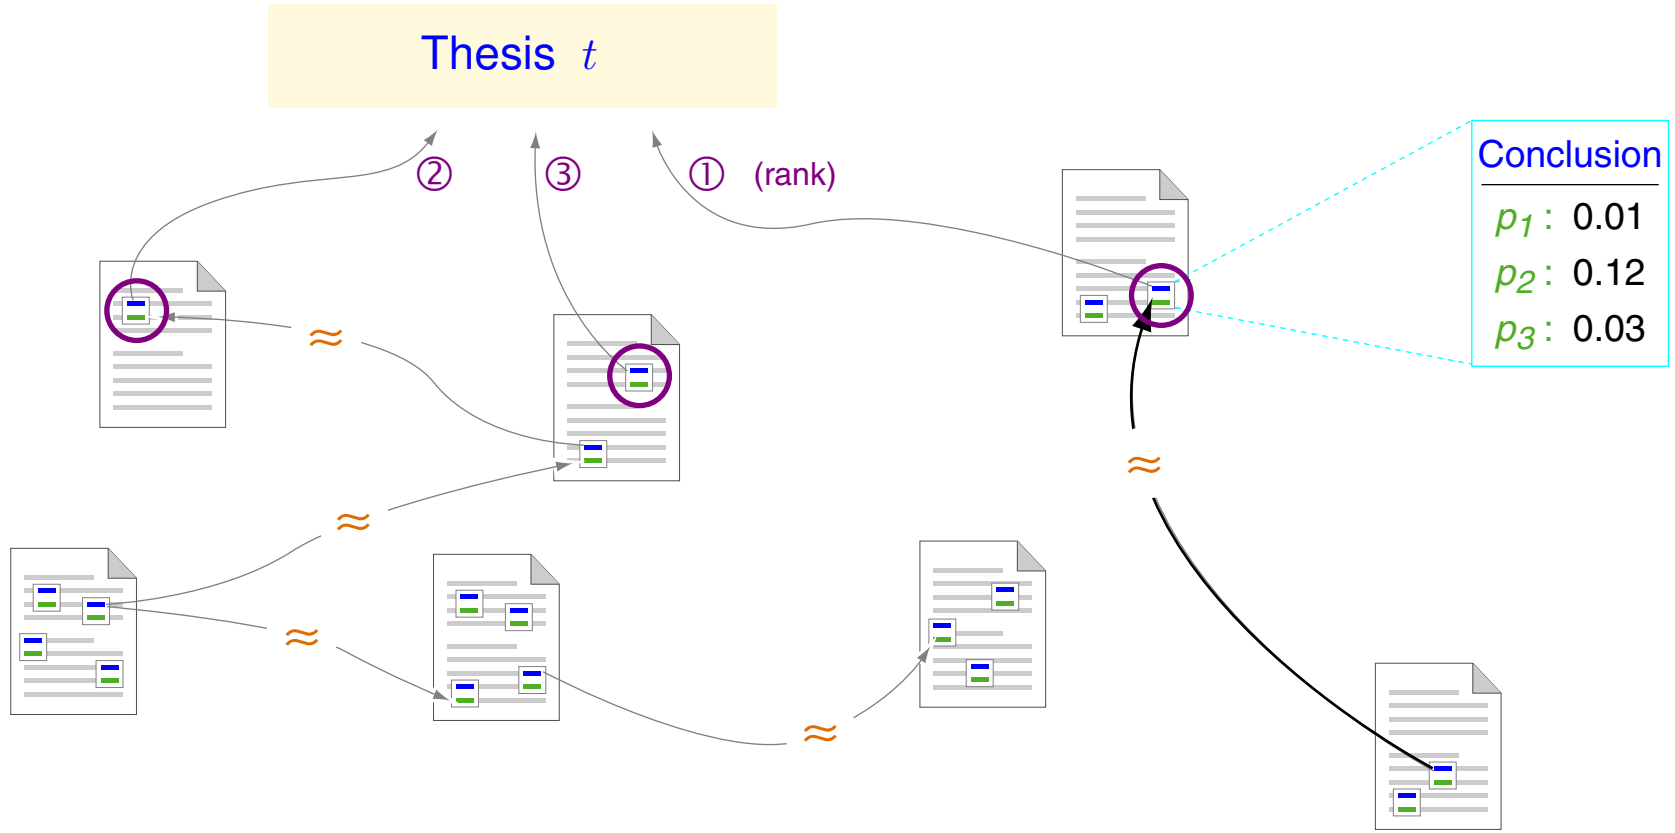 Thesis t
② ③ ① (rank)
Conclusion
p1 : 0.01
p2 : 0.12
p3 : 0.03
≈
≈
≈
≈
≈